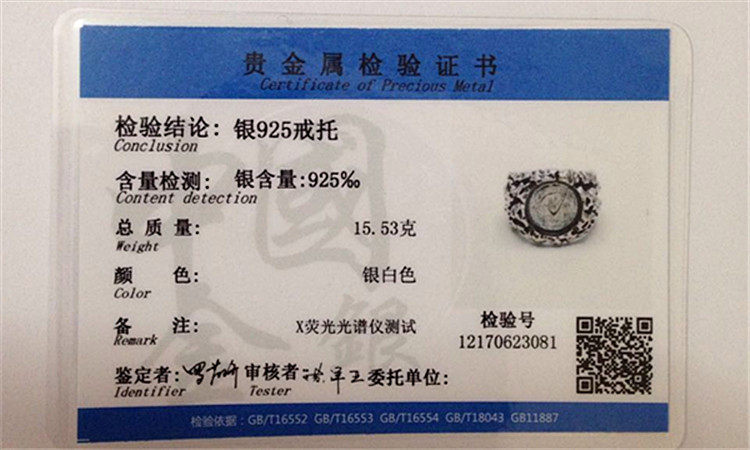 贵金属检验证书
Certificate of Precious Metal
检验结论: 银925戒托
Conclusion
含量检测: 银含量:925‰
Content detection
总 质 量: 15.53克
Weight
颜 色: 银白色
Color
备 注: X荧光光谱仪测试
Remark
检验号
12170623081
鉴定者: 审核者 委托单位:
Identifier Tester
检验依据: GB/T16552 GB/T16553 GB/T16554 GB/T18043 GB11887